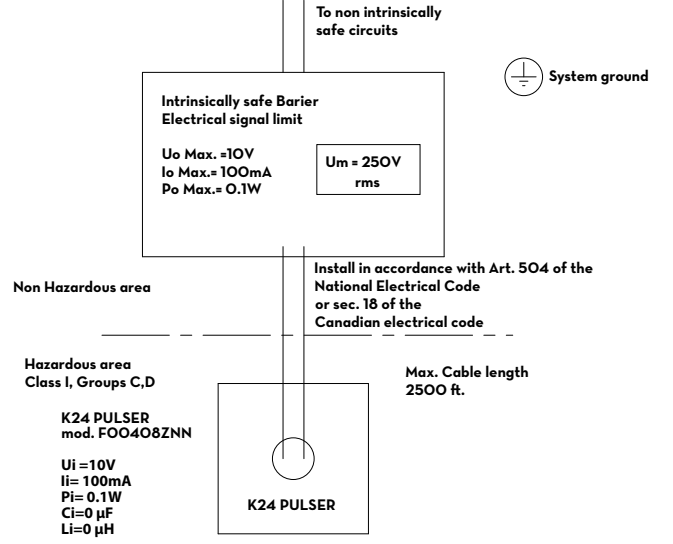 To non intrinsically
safe circuits
System ground
Intrinsically safe Barier
Electrical signal limit
Uo Max. =10V
Io Max.= 100mA
Po Max.= 0.1W
Um = 250V
rms
Install in accordance with Art. 504 of the
National Electrical Code
or sec. 18 of the
Canadian electrical code
Non Hazardous area
Hazardous area
Class I, Groups C,D
Max. Cable length
2500 ft.
K24 PULSER
mod. F00408ZNN
Ui =10V
Ii= 100mA
Pi= 0.1W
Ci=0 µF
Li=0 µH
K24 PULSER